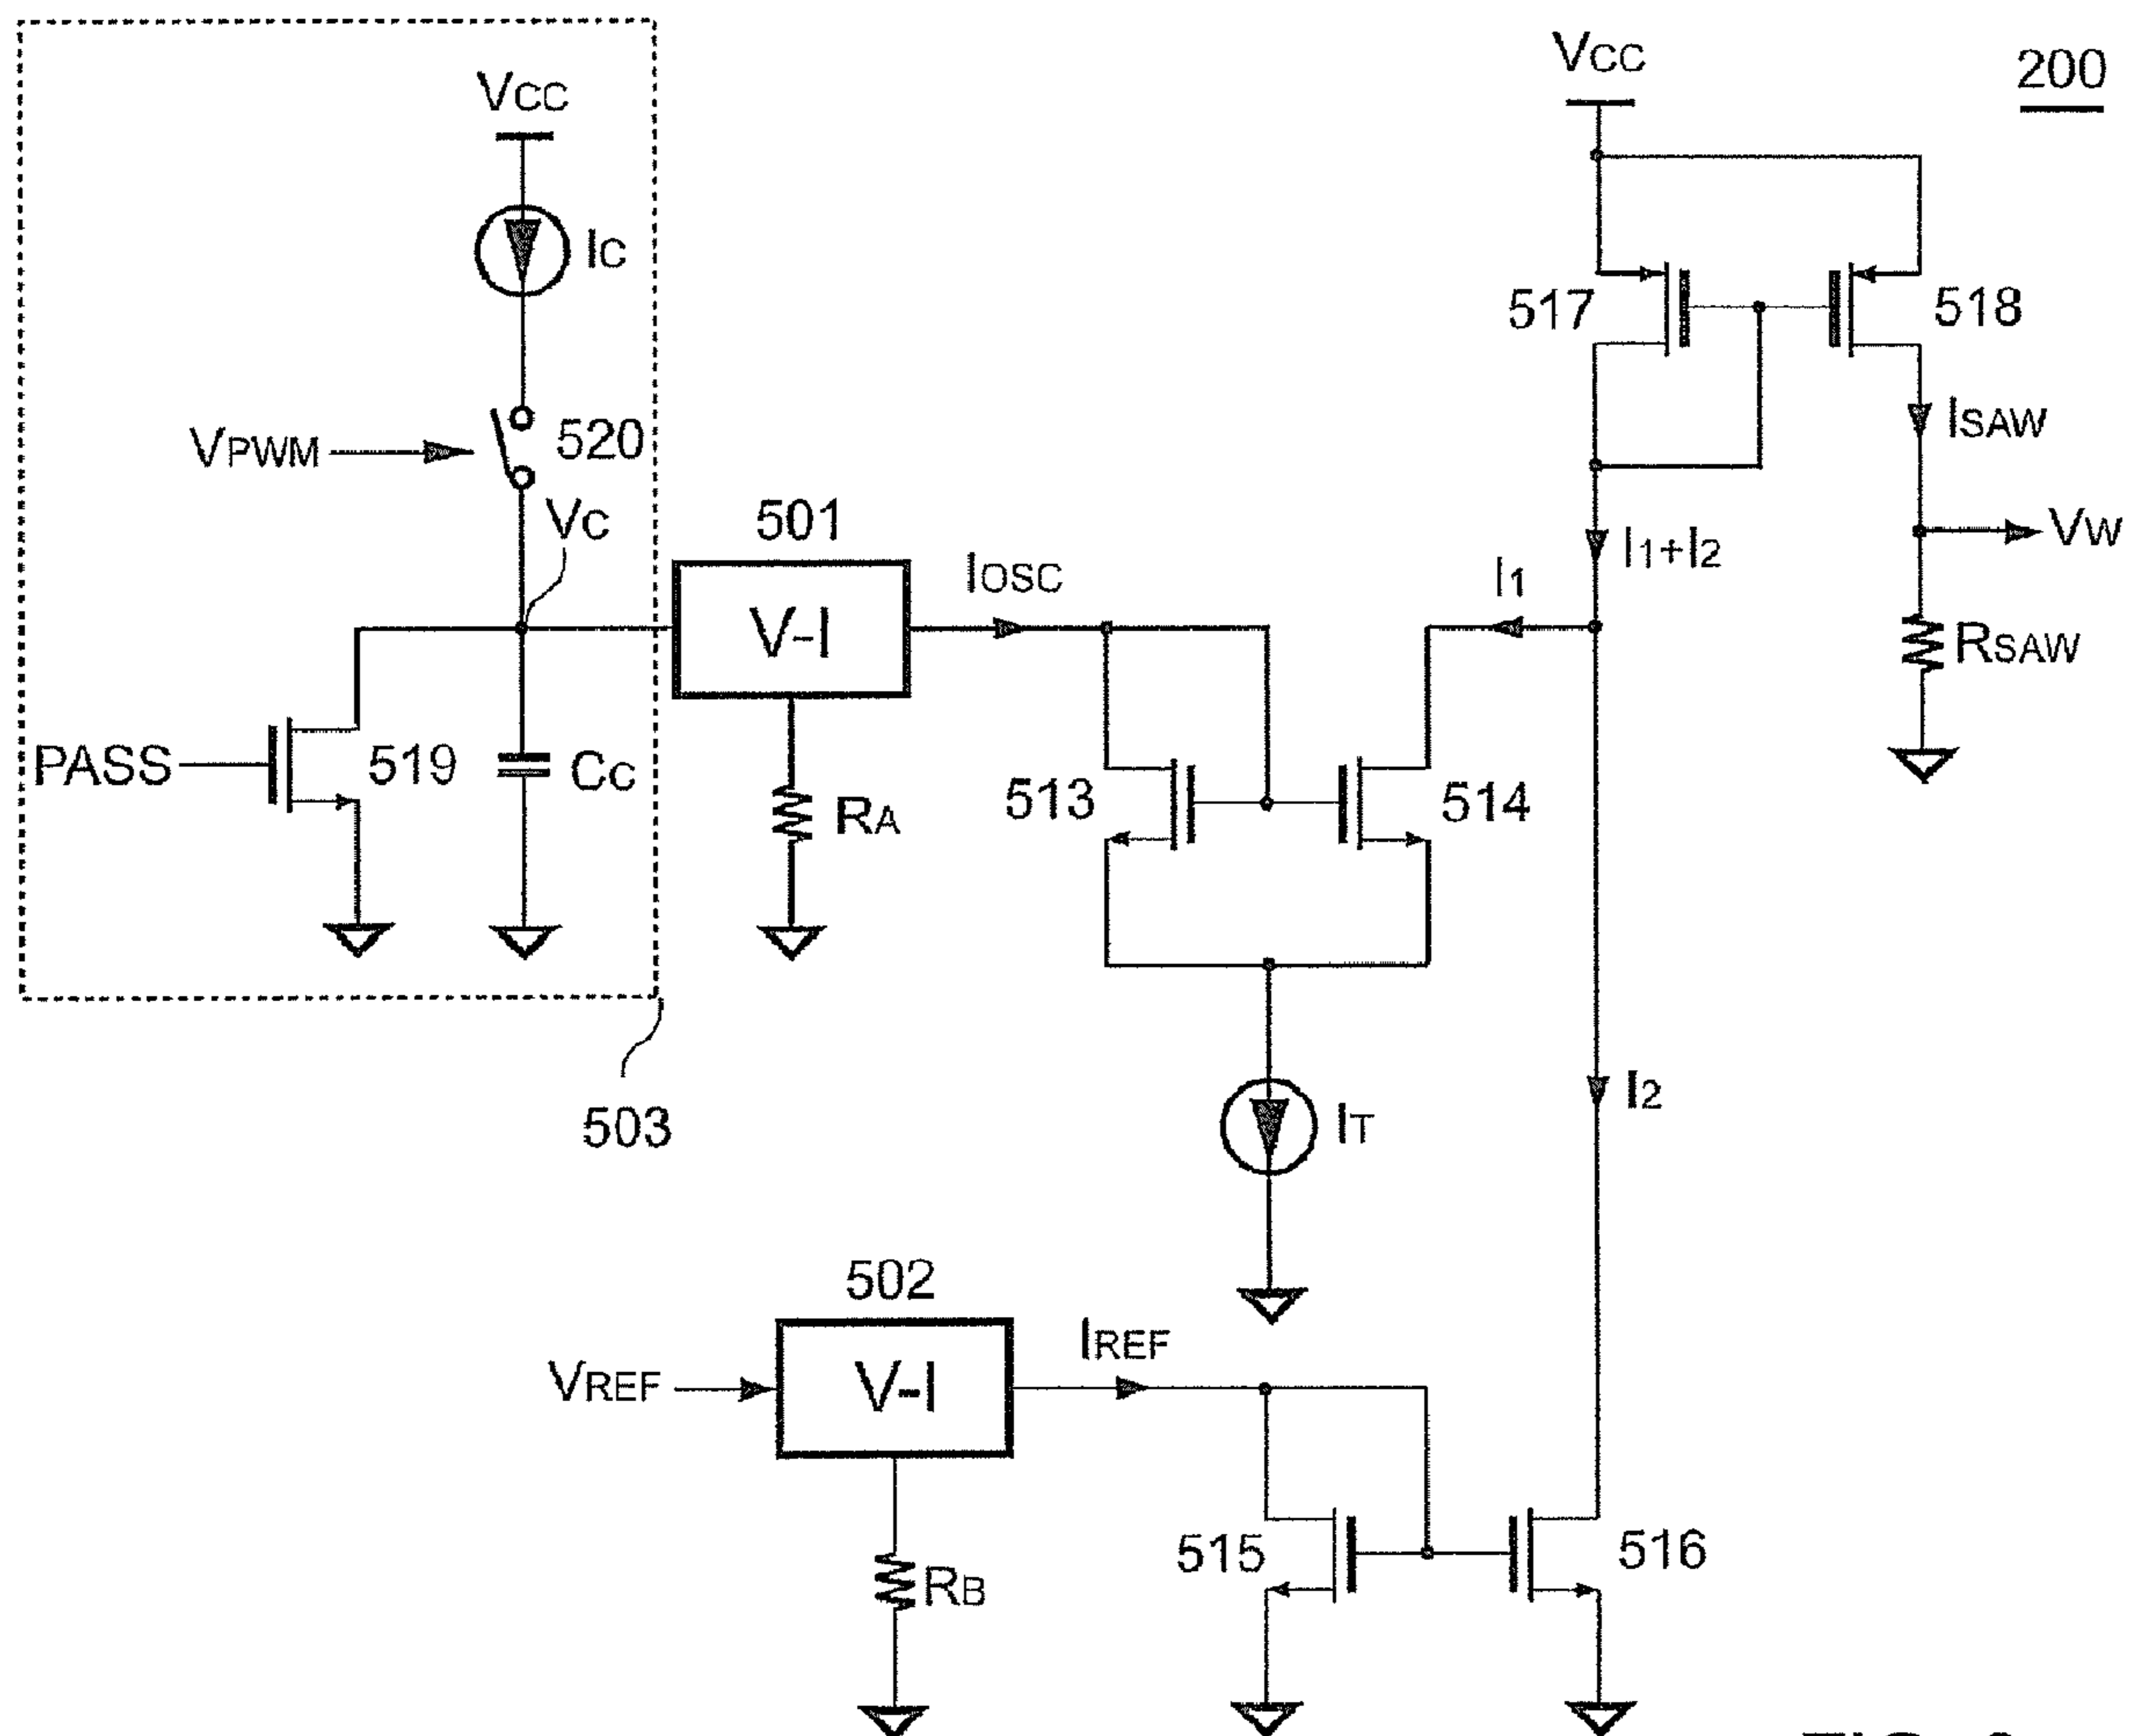 VCC
200
VCC
IC
517
518
ISAW
VPWM
520
VC
501
I1+I2
VW
IOSC
I1
V-I
RSAW
PASS
519
CC
RA
513
514
503
IT
I2
502
VREF
V-I
IREF
515
516
RB